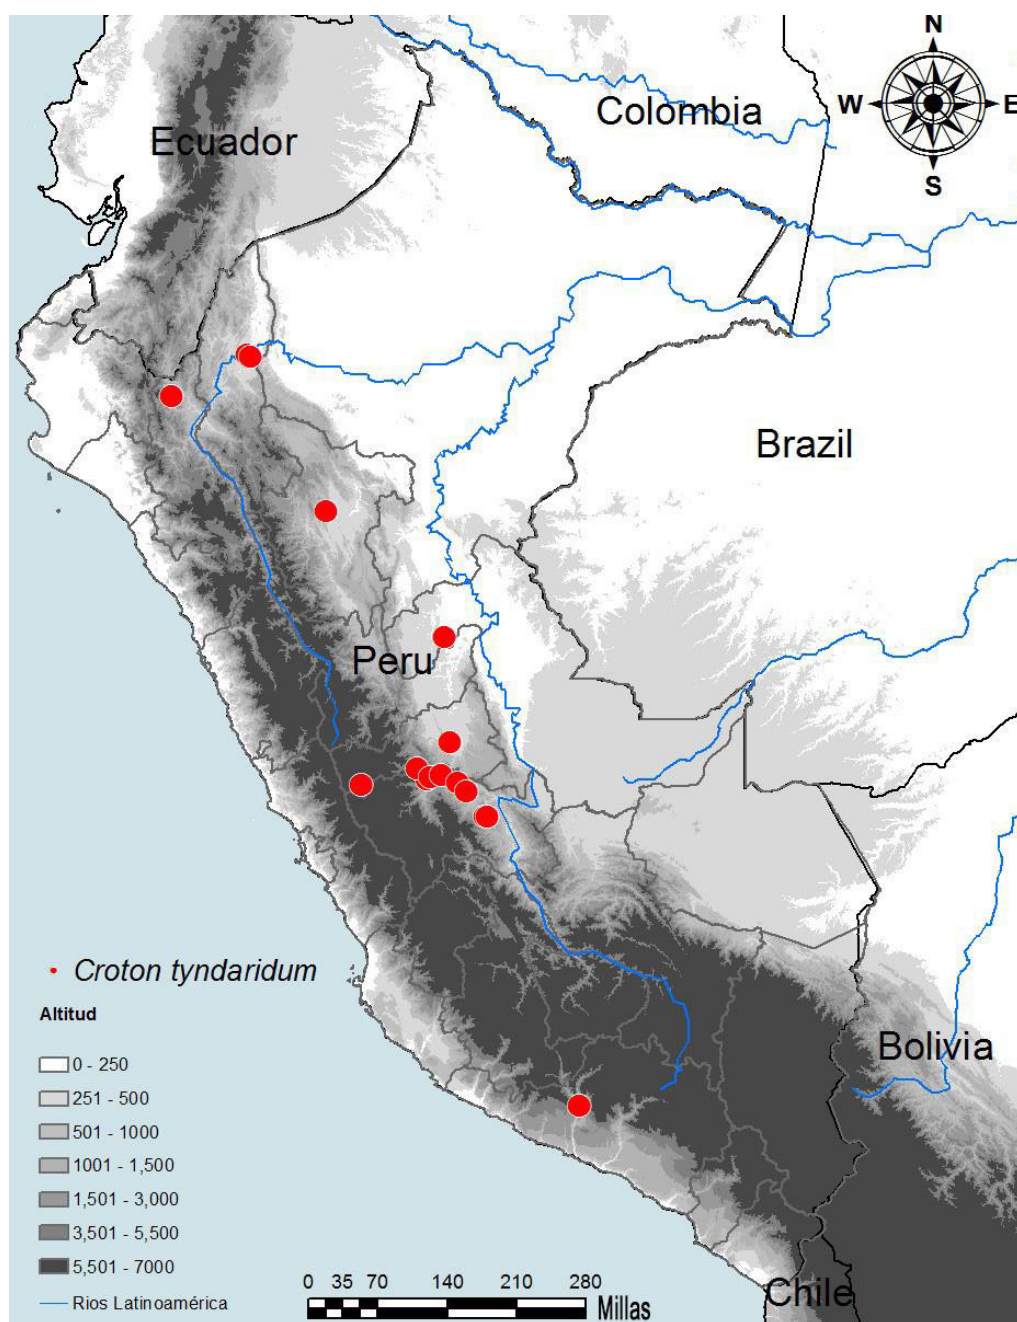 N
W
E
S
Colombia
Ecuador
Brazil
Peru
Bolivia
Chile
Croton tyndaridum
Altitud
0 - 250
251 - 500
501 - 1000
1001 - 1,500
1,501 - 3,000
3,501 - 5,500
5,501 - 7000
Rios Latinoamérica
0 35 70 140 210 280
Millas